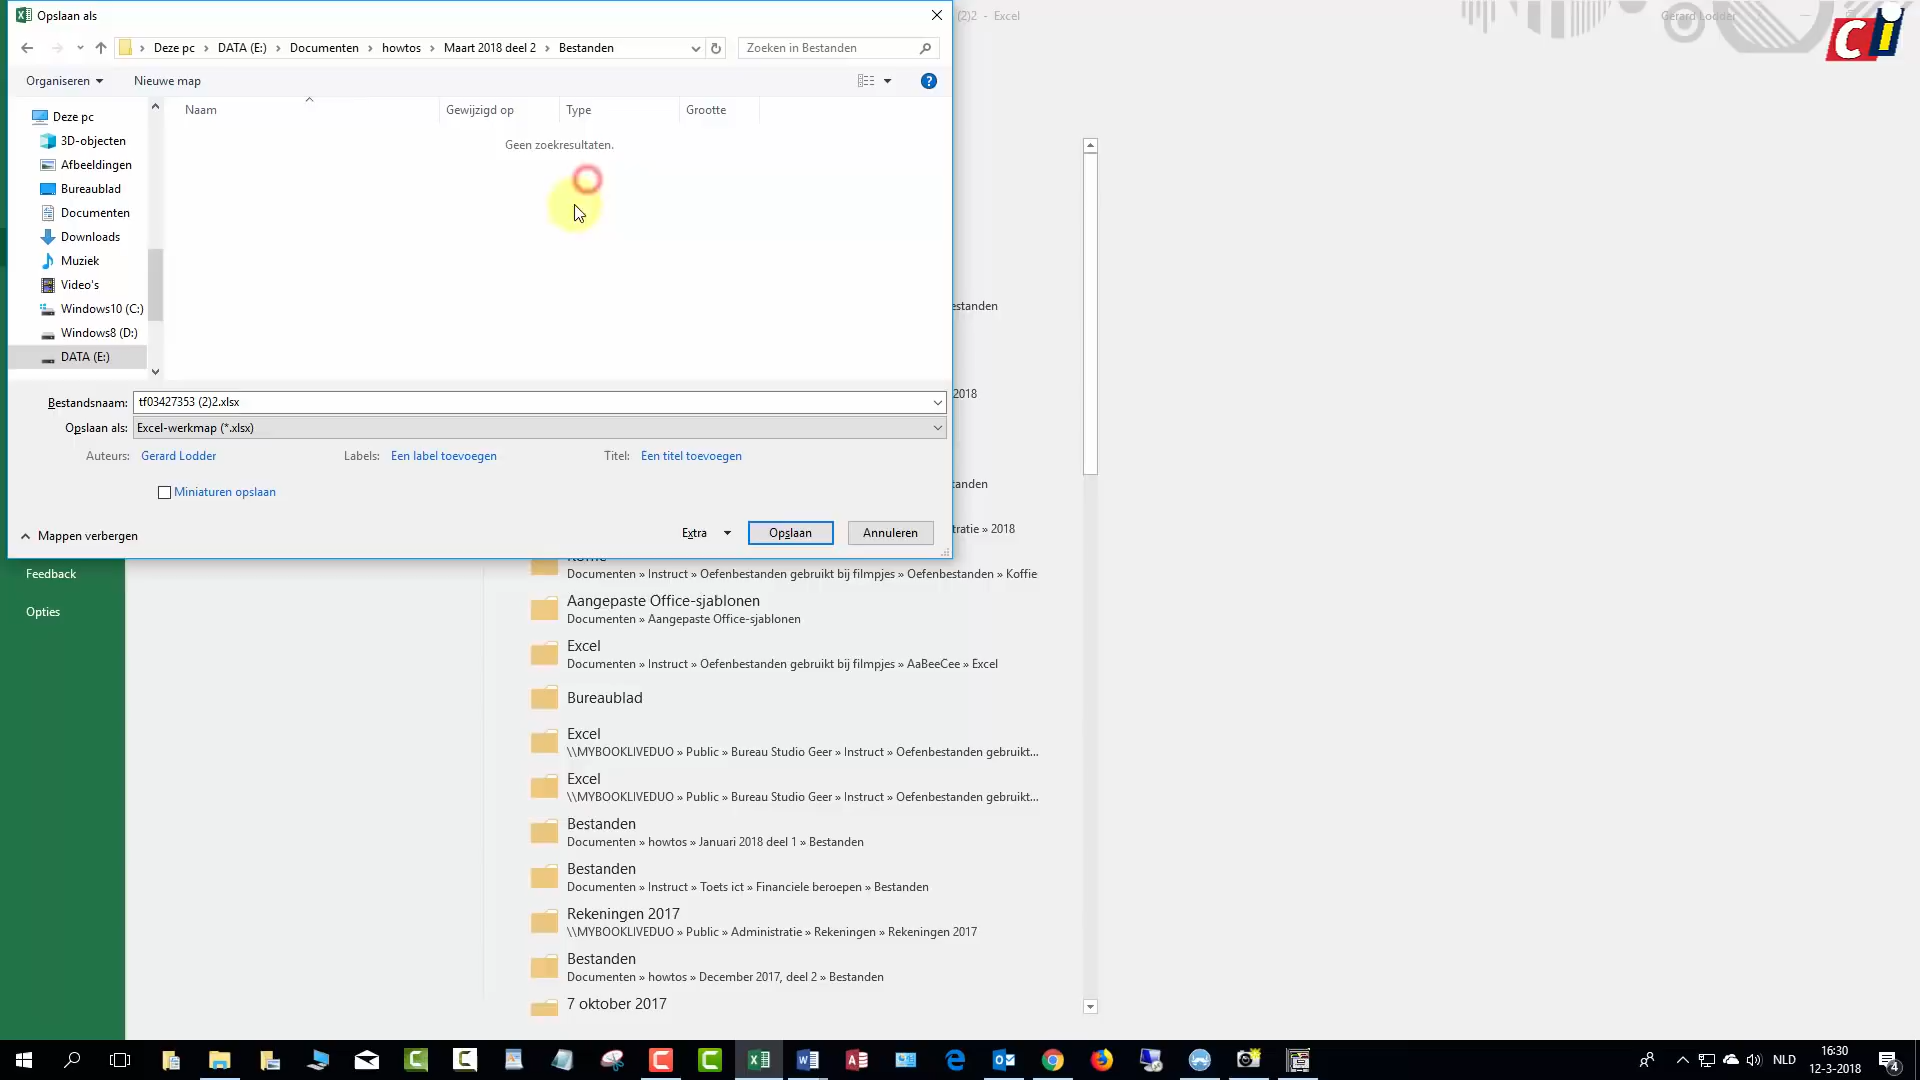 Opslaan als
(2)2 - Excel
Gerard Lodder
Ci
Deze pc › DATA (E:) › Documenten › howtos › Maart 2018 deel 2 › Bestanden
Zoeken in Bestanden
Organiseren
Nieuwe map
Naam
Gewijzigd op
Type
Grootte
Geen zoekresultaten.
Deze pc
3D-objecten
Afbeeldingen
Bureaublad
Documenten
Downloads
Muziek
Video's
Windows10 (C:)
Windows8 (D:)
DATA (E:)
Bestandsnaam: tf03427353 (2)2.xlsx
Opslaan als: Excel-werkmap (*.xlsx)
Auteurs: Gerard Lodder
Labels: Een label toevoegen
Titel: Een titel toevoegen
Miniaturen opslaan
Mappen verbergen
Extra
Opslaan
Annuleren
estanden
2018
anden
tratie » 2018
Feedback
Opties
Koffie
Documenten » Instruct » Oefenbestanden gebruikt bij filmpjes » Oefenbestanden » Koffie
Aangepaste Office-sjablonen
Documenten » Aangepaste Office-sjablonen
Excel
Documenten » Instruct » Oefenbestanden gebruikt bij filmpjes » AaBeeCee » Excel
Bureaublad
Excel
\\MYBOOKLIVEDUO » Public » Bureau Studio Geer » Instruct » Oefenbestanden gebruikt...
Excel
\\MYBOOKLIVEDUO » Public » Bureau Studio Geer » Instruct » Oefenbestanden gebruikt...
Bestanden
Documenten » howtos » Januari 2018 deel 1 » Bestanden
Bestanden
Documenten » Instruct » Toets ict » Financiele beroepen » Bestanden
Rekeningen 2017
\\MYBOOKLIVEDUO » Public » Administratie » Rekeningen » Rekeningen 2017
Bestanden
Documenten » howtos » December 2017, deel 2 » Bestanden
7 oktober 2017
NLD
16:30
12-3-2018
4